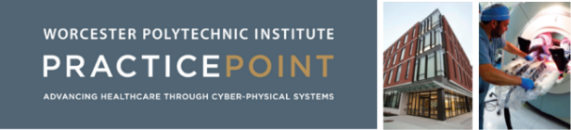 WORCESTER POLYTECHNIC INSTITUTE
PRACTICEPOINT
ADVANCING HEALTHCARE THROUGH CYBER-PHYSICAL SYSTEMS